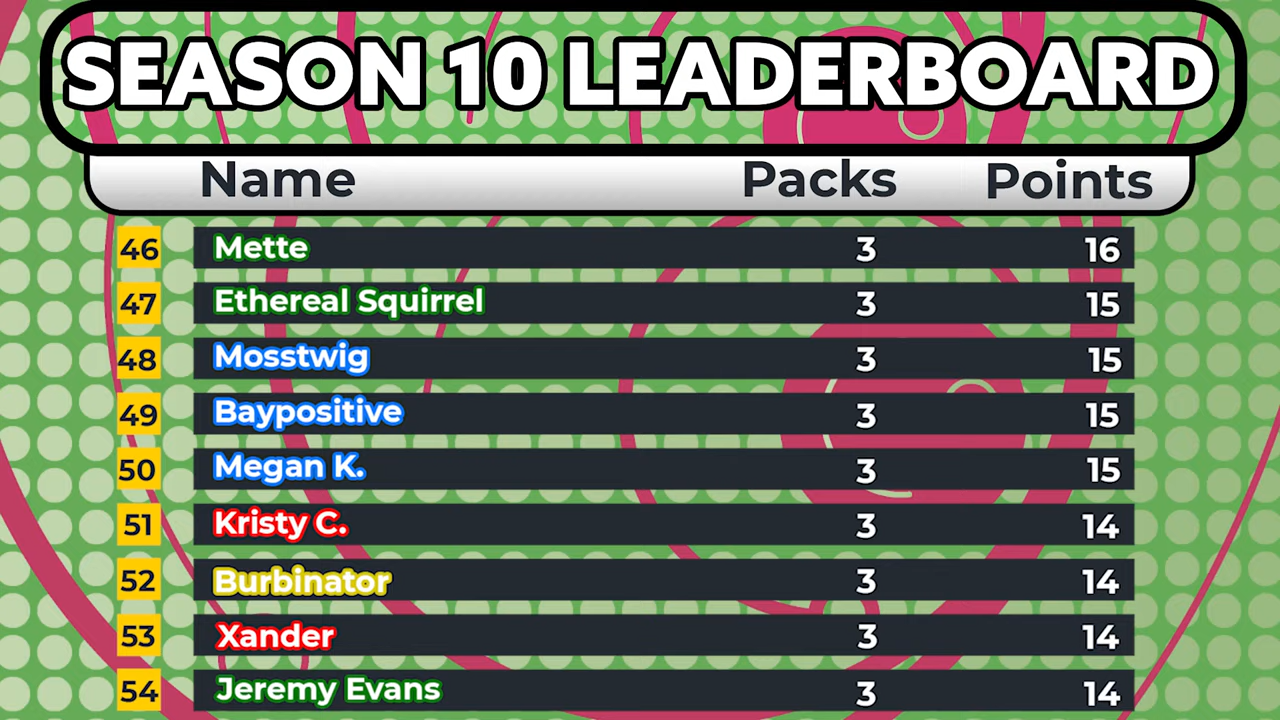 SEASON 10 LEADERBOARD
Name Packs Points
46 Mette 3 16
47 Ethereal Squirrel 3 15
48 Mosstwig 3 15
49 Baypositive 3 15
50 Megan K. 3 15
51 Kristy C. 3 14
52 Burbinator 3 14
53 Xander 3 14
54 Jeremy Evans 3 14